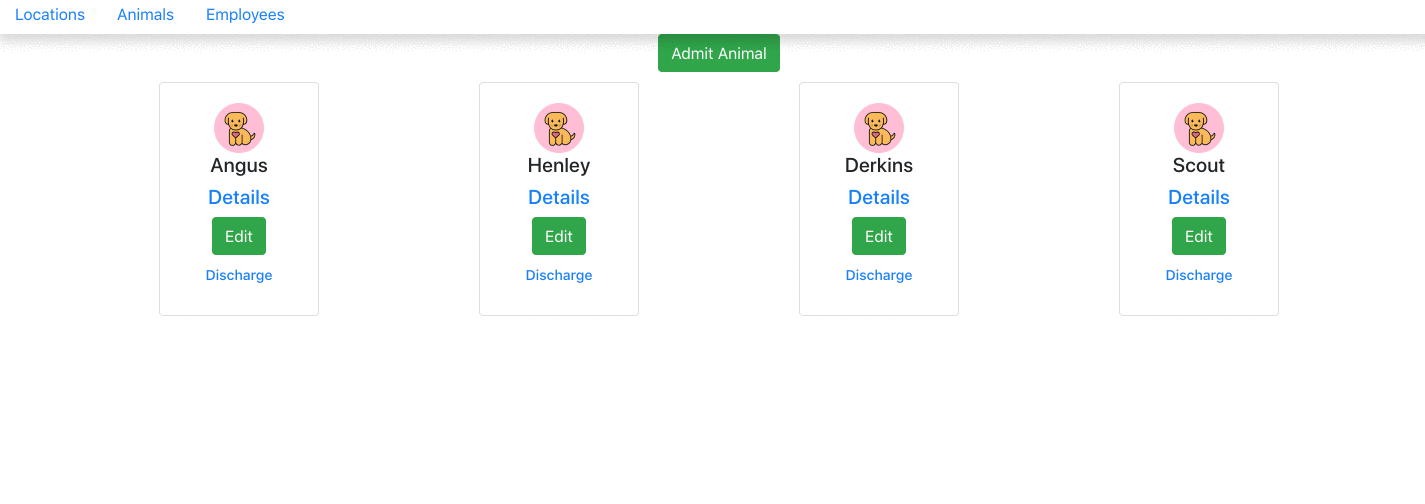 Locations Animals Employees
Admit Animal
Angus Henley Derkins Scout
Details Details Details Details
Edit Edit Edit Edit
Discharge Discharge Discharge Discharge